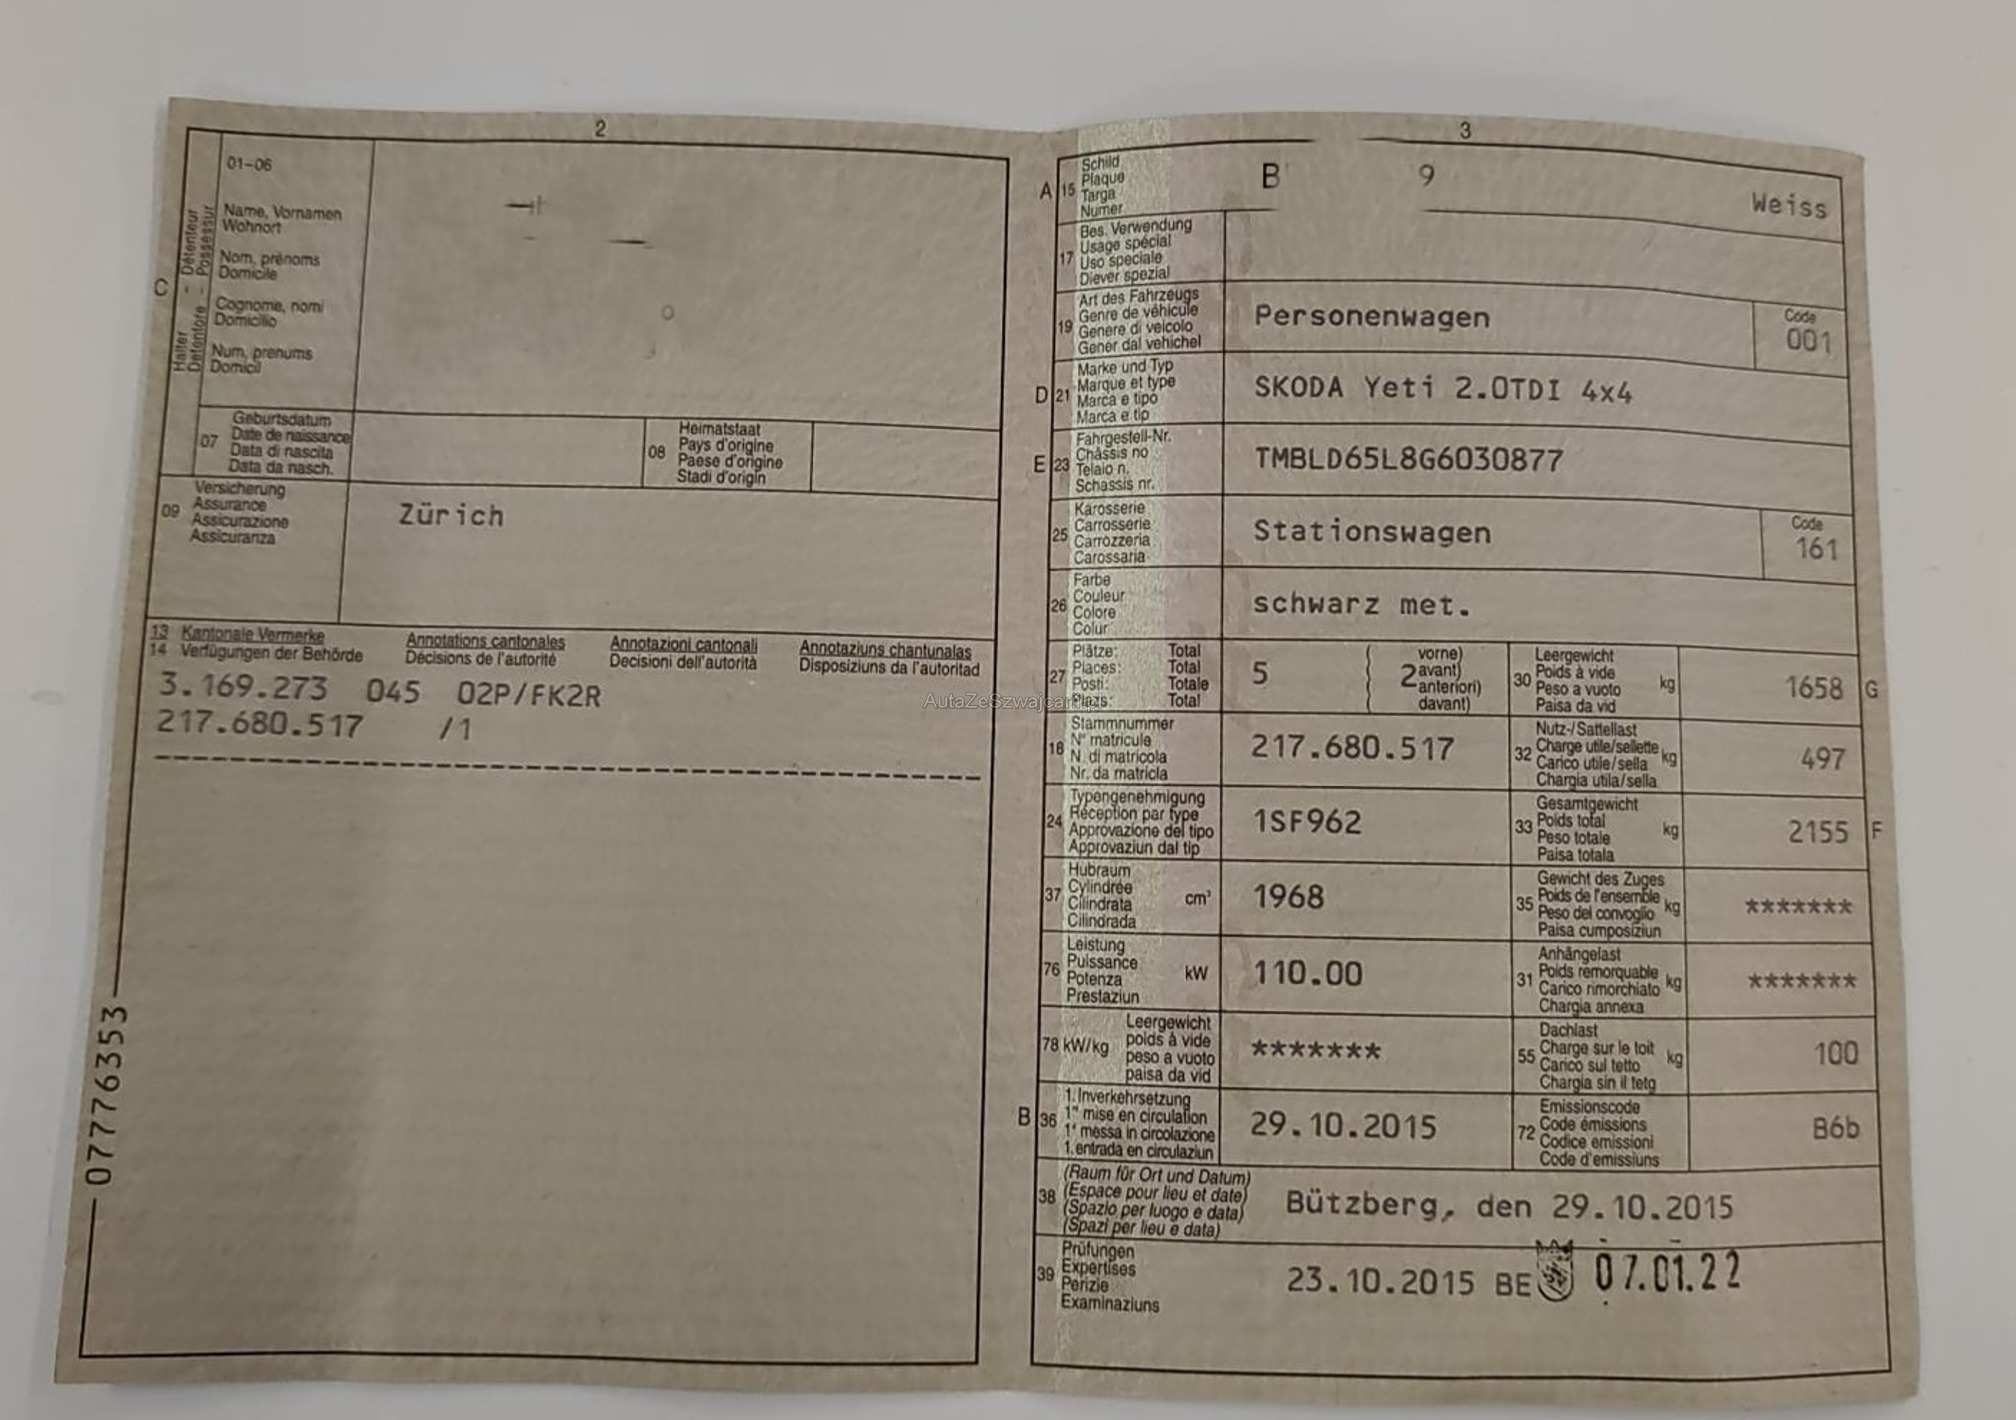 2
01-06
Name, Vornamen
Wohnort
Nom, prénoms
Domicile
Cognome, nomi
Domicilio
Num, prenums
Domicil
C
Halter - Détenteur
Detentore - Possessur
07
Geburtsdatum
Date de naissance
Data di nascita
Data da nasch.
08
Heimatstaat
Pays d'origine
Paese d'origine
Stadi d'origin
09
Versicherung
Assurance
Assicurazione
Assicuranza
Zürich
13 Kantonale Vermerke Annotations cantonales Annotazioni cantonali Annotaziuns chantunalas
14 Verfügungen der Behörde Décisions de l'autorité Decisioni dell'autorità Disposiziuns da l'autoritad
3.169.273 045 02P/FK2R
217.680.517 /1
077776353
3
A 15
Schild
Plaque
Targa
Numer
B 9 Weiss
17
Bes. Verwendung
Usage spécial
Uso speciale
Diever spezial
19
Art des Fahrzeugs
Genre de véhicule
Genere di veicolo
Gener dal vehichel
Personenwagen
Code
001
D 21
Marke und Typ
Marque et type
Marca e tipo
Marca e tip
SKODA Yeti 2.0TDI 4x4
E 23
Fahrgestell-Nr.
Châssis no
Telaio n.
Schassis nr.
TMBLD65L8G6030877
25
Karosserie
Carrosserie
Carrozzeria
Carossaria
Stationswagen
Code
161
26
Farbe
Couleur
Colore
Colur
schwarz met.
27
Plätze: Total
Places: Total
Posti: Totale
Plazs: Total
5
2
vorne)
avant)
anteriori)
davant)
30
Leergewicht
Poids à vide
Peso a vuoto
Paisa da vid
kg
1658 G
18
Stammnummer
N° matricule
N. di matricola
Nr. da matricla
217.680.517
32
Nutz-/Sattellast
Charge utile/sellette
Carico utile/sella
Chargia utila/sella
kg
497
24
Typengenehmigung
Réception par type
Approvazione del tipo
Approvaziun dal tip
1SF962
33
Gesamtgewicht
Poids total
Peso totale
Paisa totala
kg
2155 F
37
Hubraum
Cylindrée
Cilindrata
Cilindrada
cm³
1968
35
Gewicht des Zuges
Poids de l'ensemble
Peso del convoglio
Paisa cumposiziun
kg
*******
76
Leistung
Puissance
Potenza
Prestaziun
kW
110.00
31
Anhängelast
Poids remorquable
Carico rimorchiato
Chargia annexa
kg
*******
78 kW/kg
Leergewicht
poids à vide
peso a vuoto
paisa da vid
*******
55
Dachlast
Charge sur le toit
Carico sul tetto
Chargia sin il tetg
kg
100
B 36
1. Inverkehrsetzung
1re mise en circulation
1a messa in circolazione
1. entrada en circulaziun
29.10.2015
72
Emissionscode
Code émissions
Codice emissioni
Code d'emissiuns
B6b
38
(Raum für Ort und Datum)
(Espace pour lieu et date)
(Spazio per luogo e data)
(Spazi per lieu e data)
Bützberg, den 29.10.2015
39
Prüfungen
Expertises
Perizie
Examinaziuns
23.10.2015 BE 07.01.22